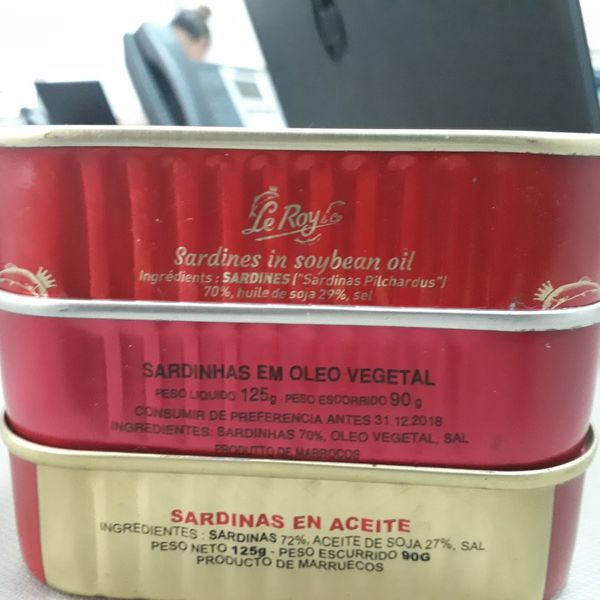 Le Roy & Co
Sardines in soybean oil
Ingrédients : SARDINES ["Sardinas Pilchardus"]
70%, huile de soja 29%, sel
SARDINHAS EM OLEO VEGETAL
PESO LIQUIDO 125g - PESO ESCORRIDO 90 g
CONSUMIR DE PREFERENCIA ANTES 31.12.2018
INGREDIENTES: SARDINHAS 70%, OLEO VEGETAL, SAL
PRODUTTO DE MARROCOS
SARDINAS EN ACEITE
INGREDIENTES : SARDINAS 72%, ACEITE DE SOJA 27%, SAL
PESO NETO 125g - PESO ESCURRIDO 90G
PRODUCTO DE MARRUECOS